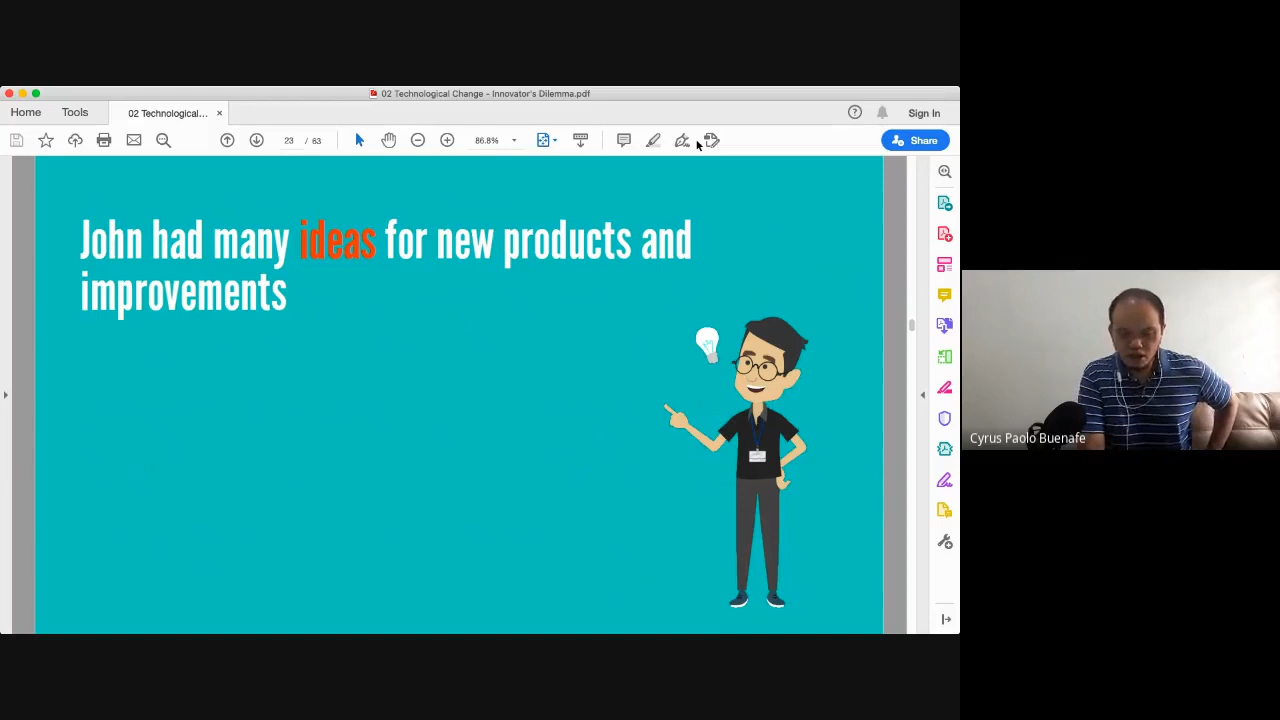 02 Technological Change - Innovator's Dilemma.pdf
Home Tools 02 Technological... × Sign In
23 / 63 86.8% Share
John had many ideas for new products and
improvements
Cyrus Paolo Buenafe